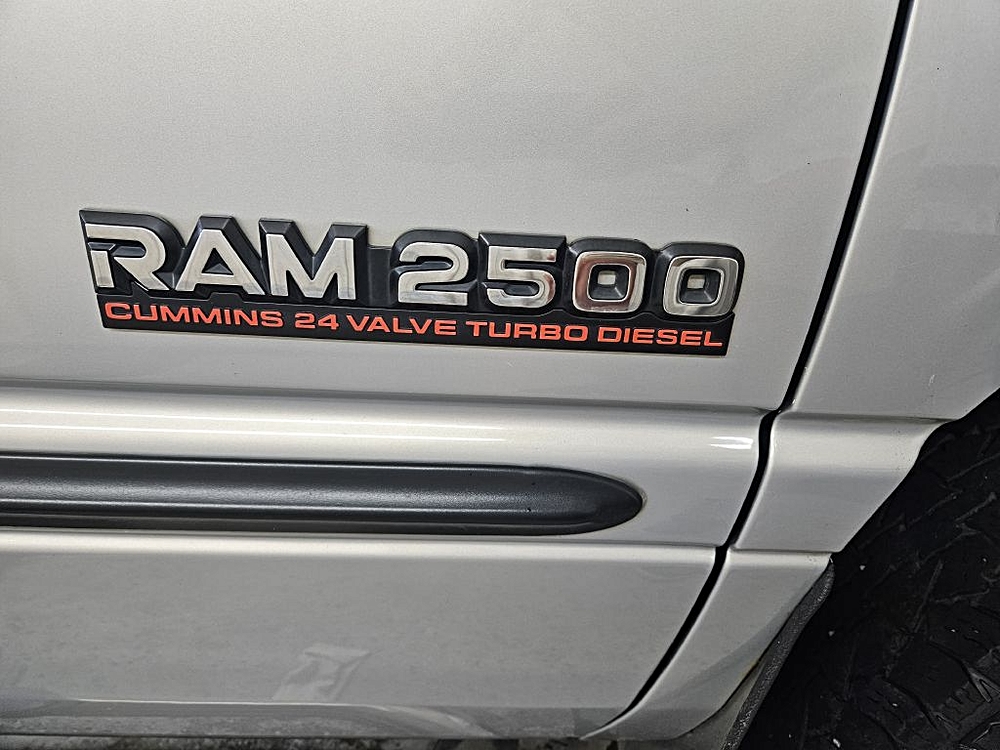 RAM 2500
CUMMINS 24 VALVE TURBO DIESEL